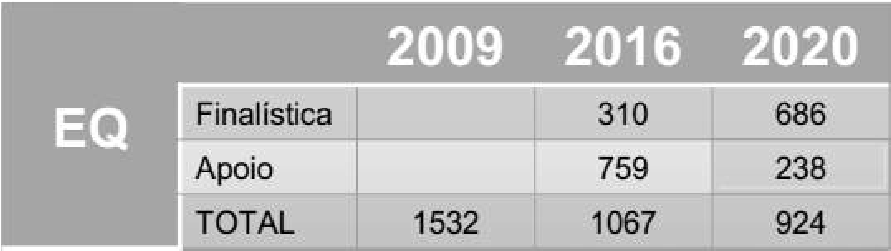 2009 2016 2020
EQ
Finalística 310 686
Apoio 759 238
TOTAL 1532 1067 924